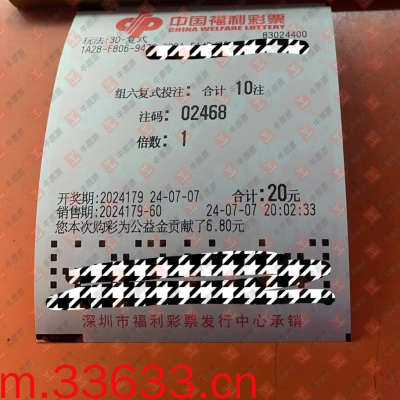 中国福利彩票
CHINA WELFARE LOTTERY
玩法:3D-复式 83024400
1A28-F806-94
组六复式投注: 合计 10注
注码: 02468
倍数: 1
开奖期:2024179 24-07-07 合计:20元
销售期:2024179-60 24-07-07 20:02:33
您本次购彩为公益金贡献了6.80元
深圳市福利彩票发行中心承销
m.33633.cn